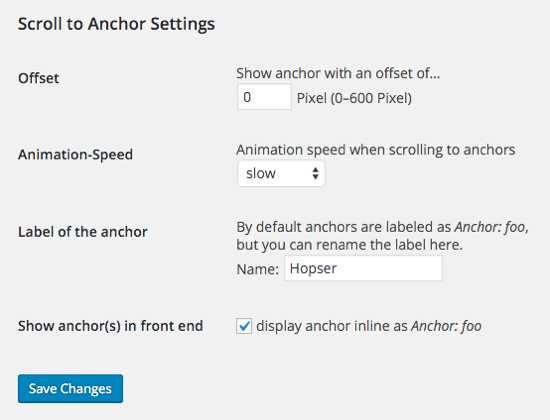 Scroll to Anchor Settings
Offset
Show anchor with an offset of...
0 Pixel (0–600 Pixel)
Animation-Speed
Animation speed when scrolling to anchors
slow
Label of the anchor
By default anchors are labeled as Anchor: foo,
but you can rename the label here.
Name: Hopser
Show anchor(s) in front end
display anchor inline as Anchor: foo
Save Changes